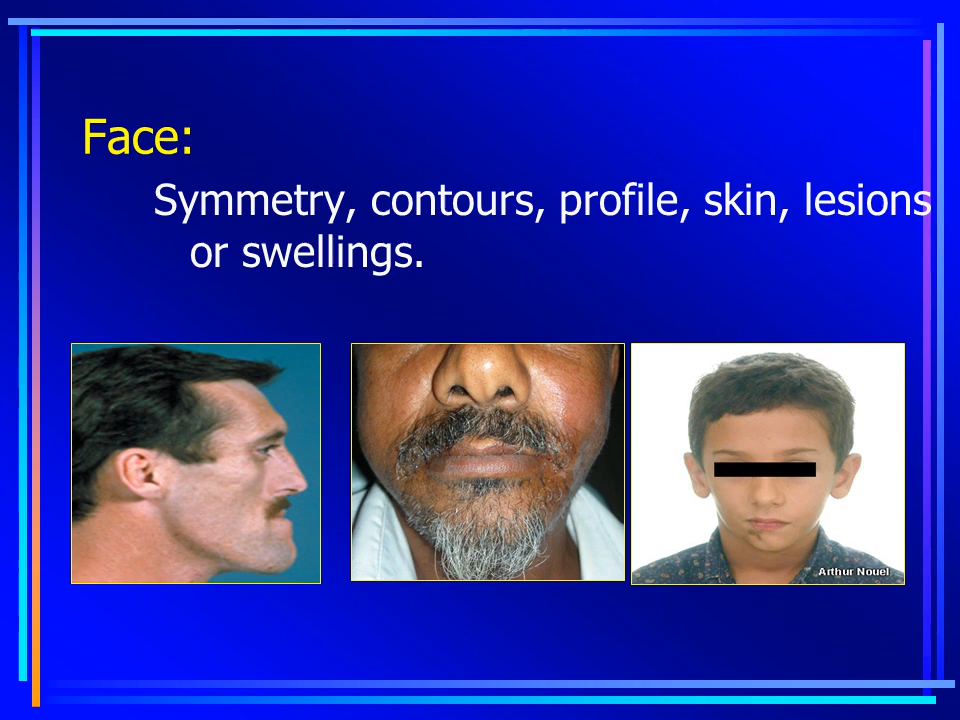 Face:
Symmetry, contours, profile, skin, lesions
or swellings.
Arthur Nouel